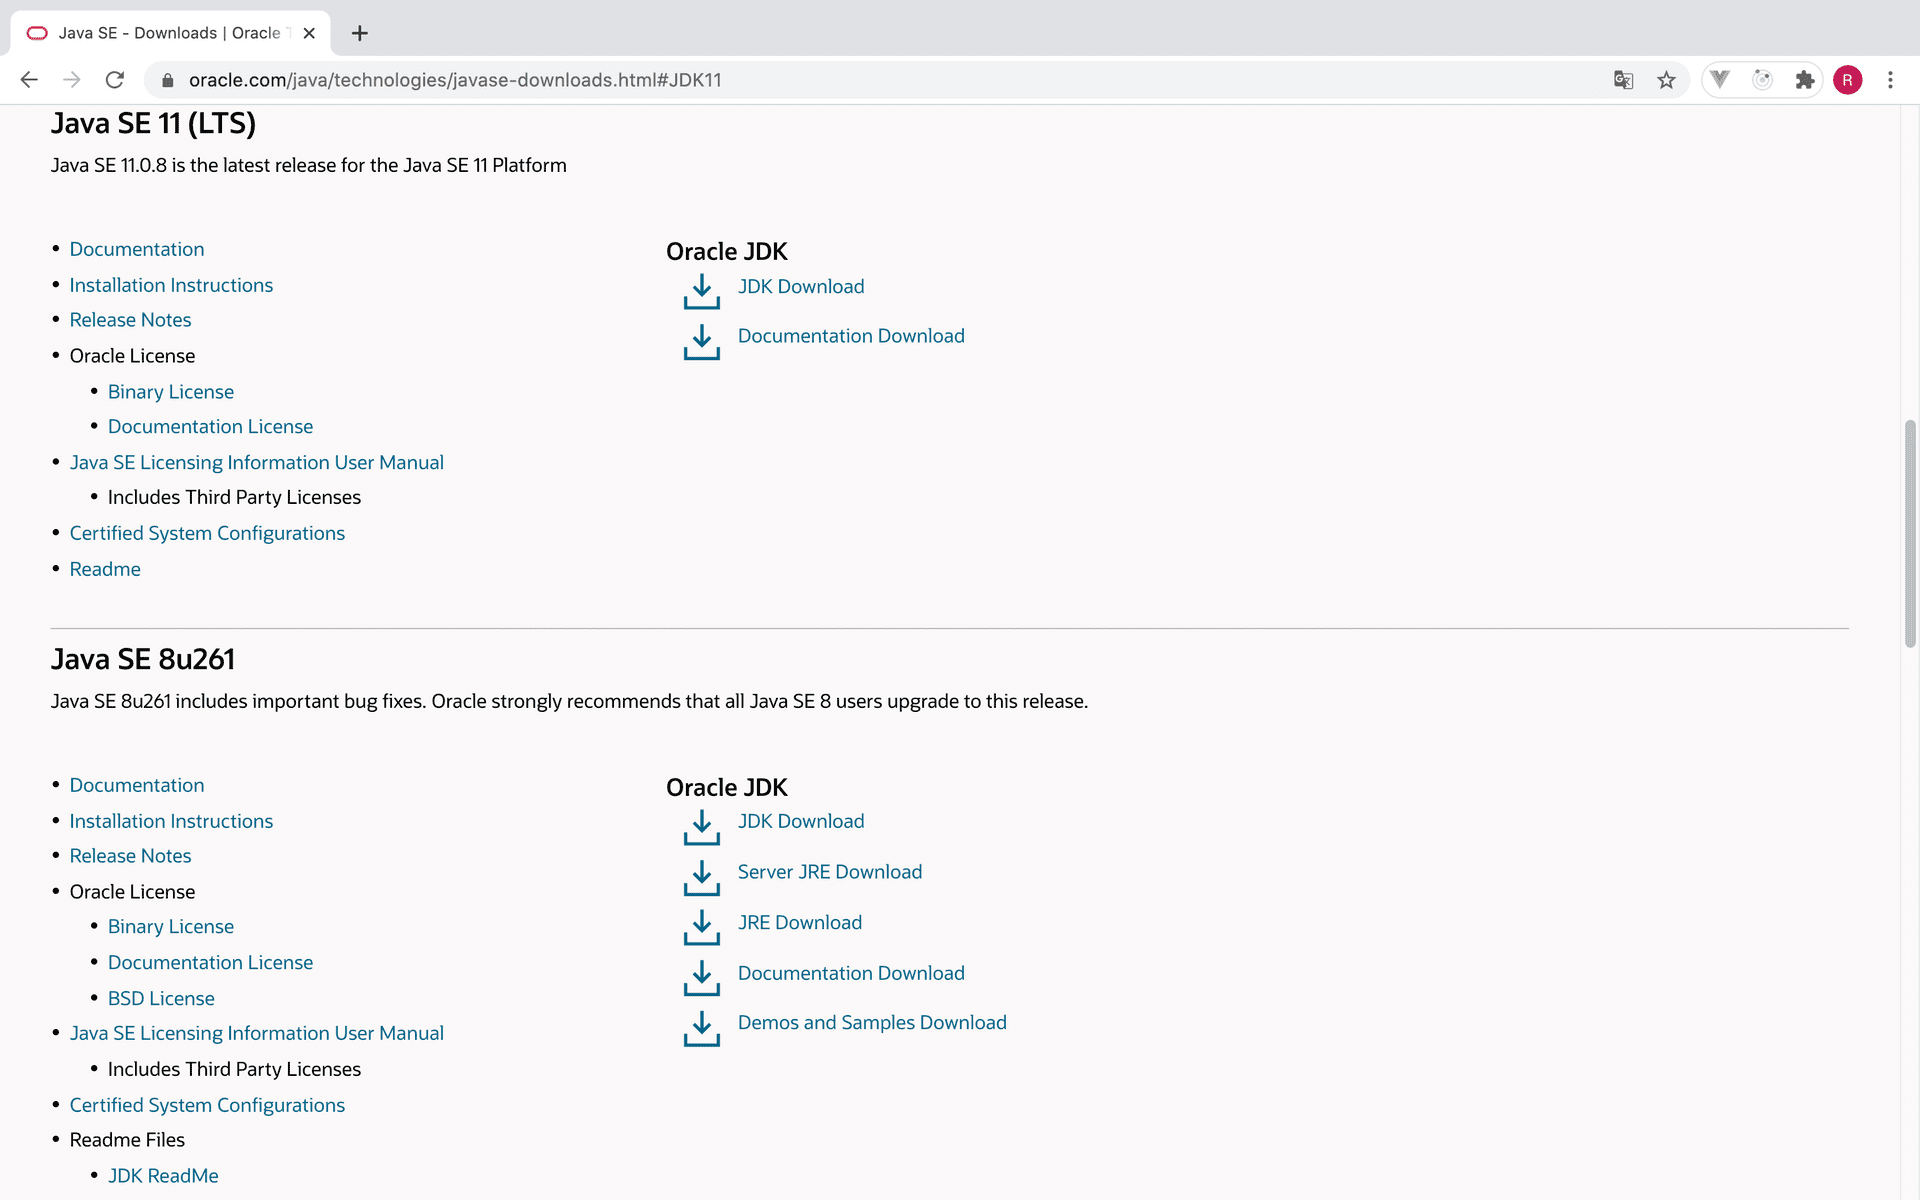 Java SE - Downloads | Oracle
oracle.com/java/technologies/javase-downloads.html#JDK11
R
Java SE 11 (LTS)
Java SE 11.0.8 is the latest release for the Java SE 11 Platform
• Documentation
• Installation Instructions
• Release Notes
• Oracle License
• Binary License
• Documentation License
• Java SE Licensing Information User Manual
• Includes Third Party Licenses
• Certified System Configurations
• Readme
Oracle JDK
JDK Download
Documentation Download
Java SE 8u261
Java SE 8u261 includes important bug fixes. Oracle strongly recommends that all Java SE 8 users upgrade to this release.
• Documentation
• Installation Instructions
• Release Notes
• Oracle License
• Binary License
• Documentation License
• BSD License
• Java SE Licensing Information User Manual
• Includes Third Party Licenses
• Certified System Configurations
• Readme Files
• JDK ReadMe
Oracle JDK
JDK Download
Server JRE Download
JRE Download
Documentation Download
Demos and Samples Download